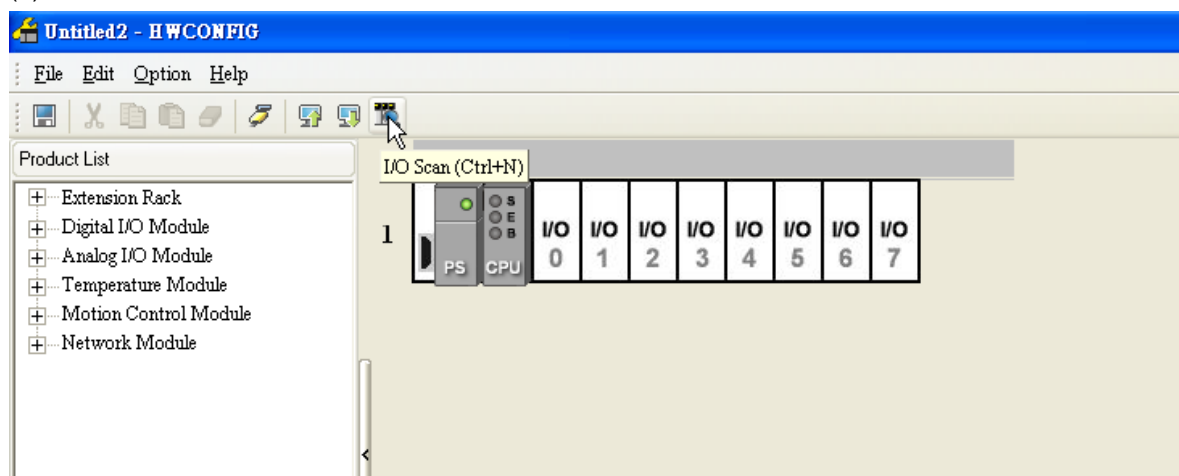 Untitled2 - HWCONFIG
File Edit Option Help
Product List
I/O Scan (Ctrl+N)
Extension Rack
Digital I/O Module
Analog I/O Module
Temperature Module
Motion Control Module
Network Module
1
PS
S
E
B
CPU
I/O I/O I/O I/O I/O I/O I/O I/O
0 1 2 3 4 5 6 7